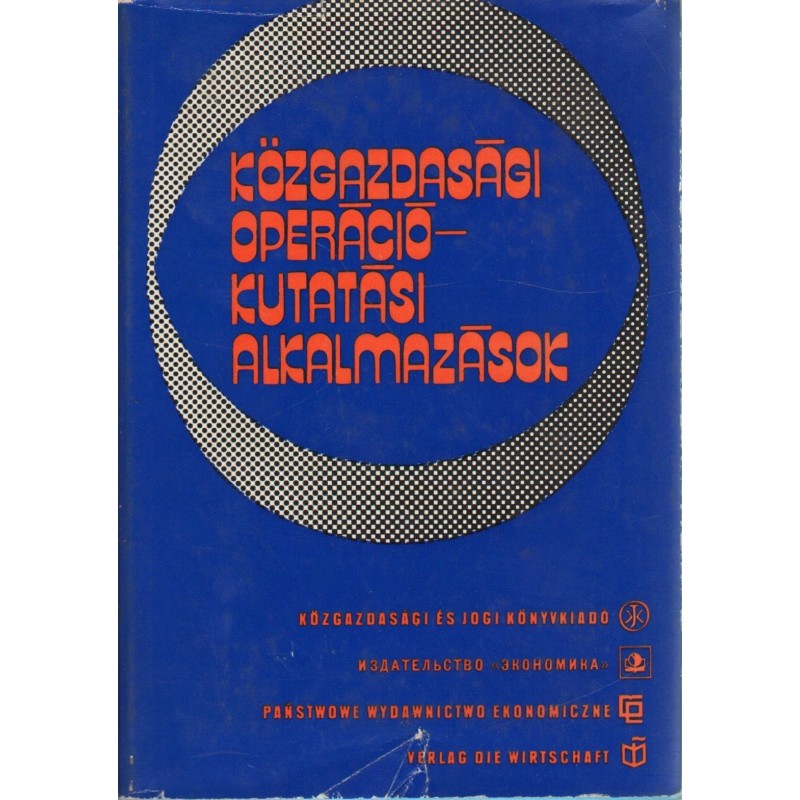 KÖZGAZDASÁGI
OPERÁCIÓ-
KUTATÁSI
ALKALMAZÁSOK
KÖZGAZDASÁGI ÉS JOGI KÖNYVKIADÓ
ИЗДАТЕЛЬСТВО «ЭКОНОМИКА»
PAŃSTWOWE WYDAWNICTWO EKONOMICZNE
VERLAG DIE WIRTSCHAFT